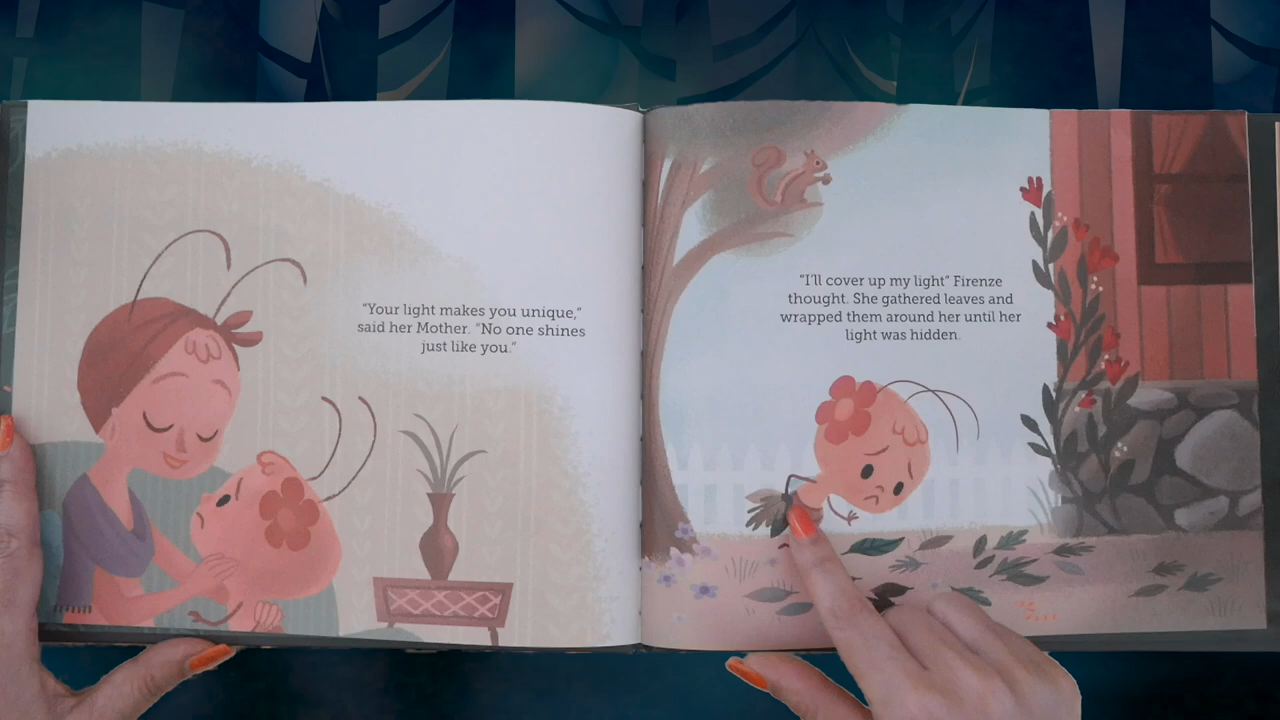 “Your light makes you unique,”
said her Mother. “No one shines
just like you.”
“I’ll cover up my light” Firenze
thought. She gathered leaves and
wrapped them around her until her
light was hidden.